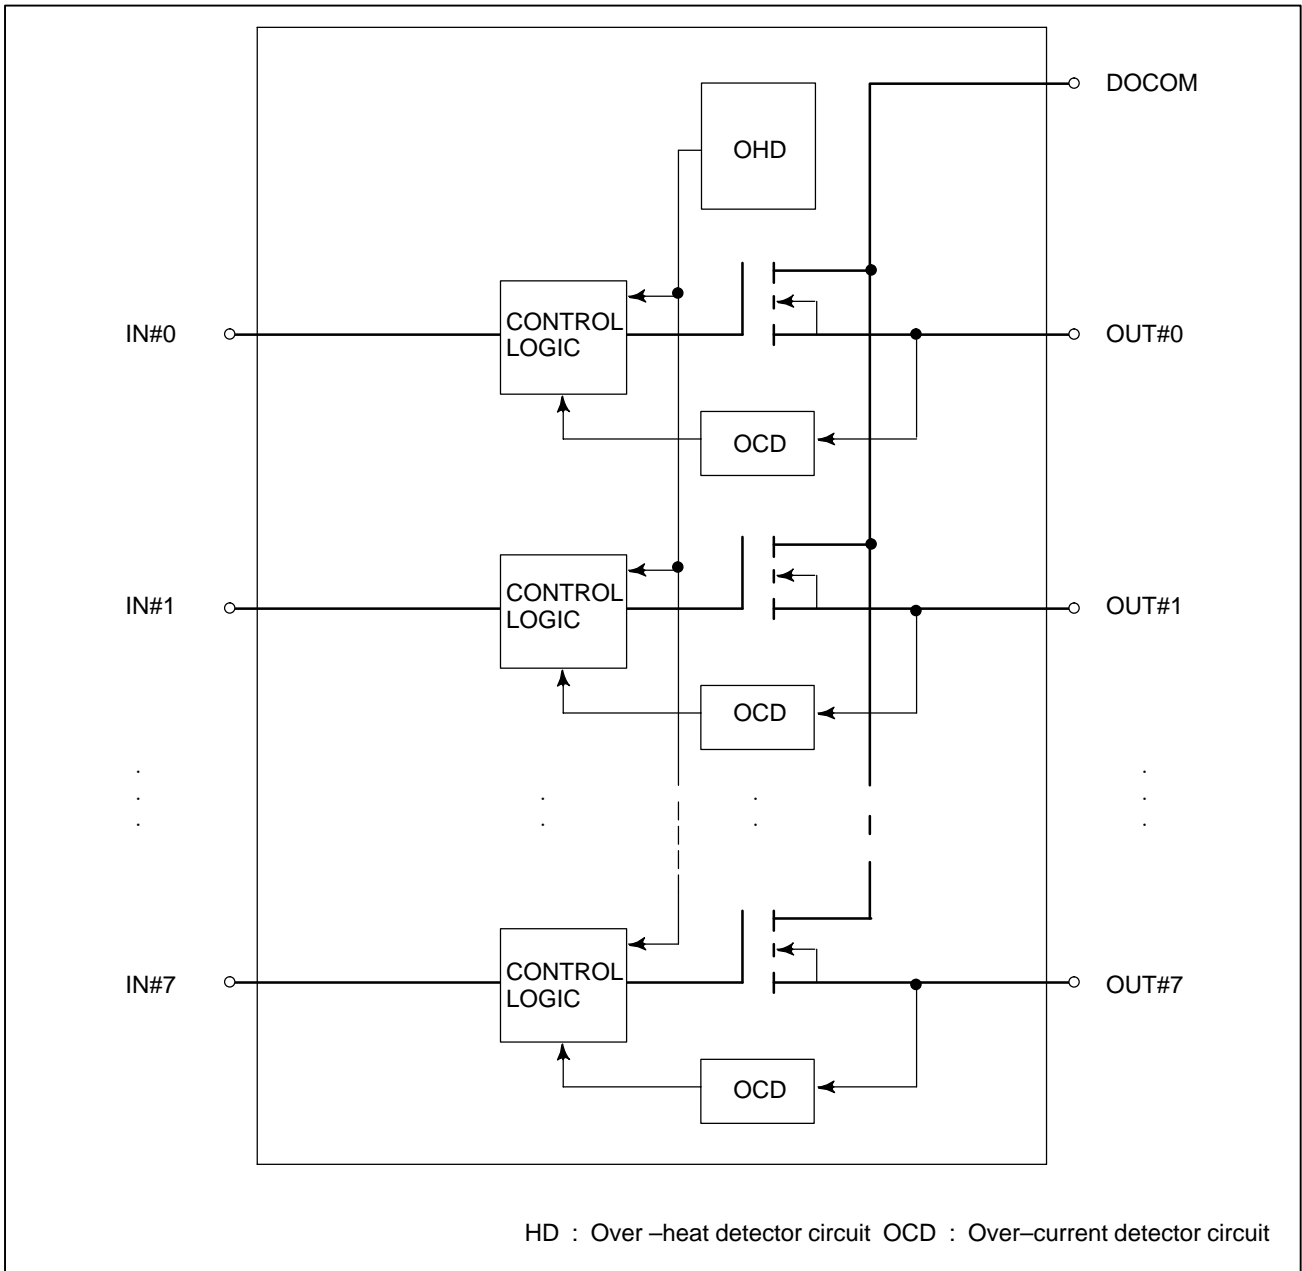 DOCOM
OHD
IN#0
CONTROL
LOGIC
OUT#0
OCD
IN#1
CONTROL
LOGIC
OUT#1
OCD
IN#7
CONTROL
LOGIC
OUT#7
OCD
HD : Over –heat detector circuit OCD : Over–current detector circuit